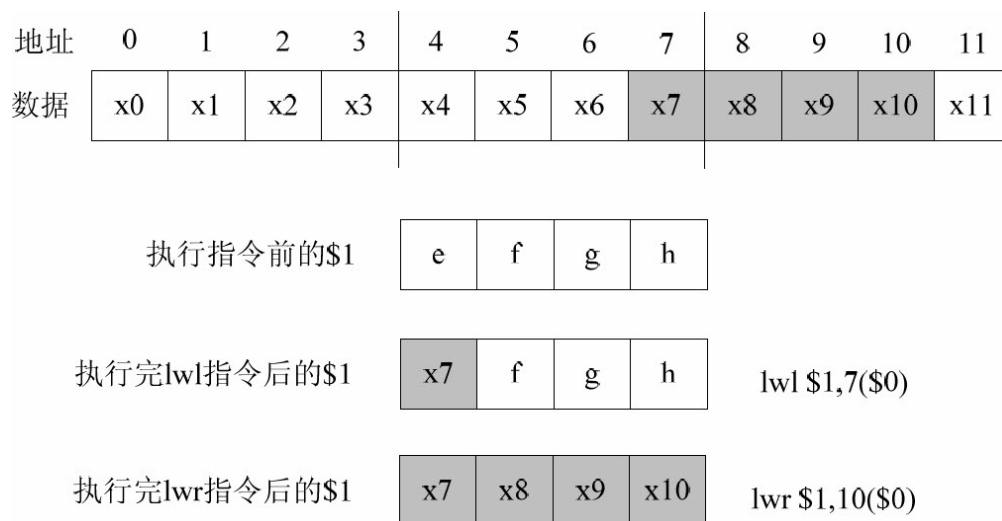 地址 0 1 2 3 4 5 6 7 8 9 10 11
数据 x0 x1 x2 x3 x4 x5 x6 x7 x8 x9 x10 x11
执行指令前的$1 e f g h
执行完lwl指令后的$1 x7 f g h lwl $1,7($0)
执行完lwr指令后的$1 x7 x8 x9 x10 lwr $1,10($0)